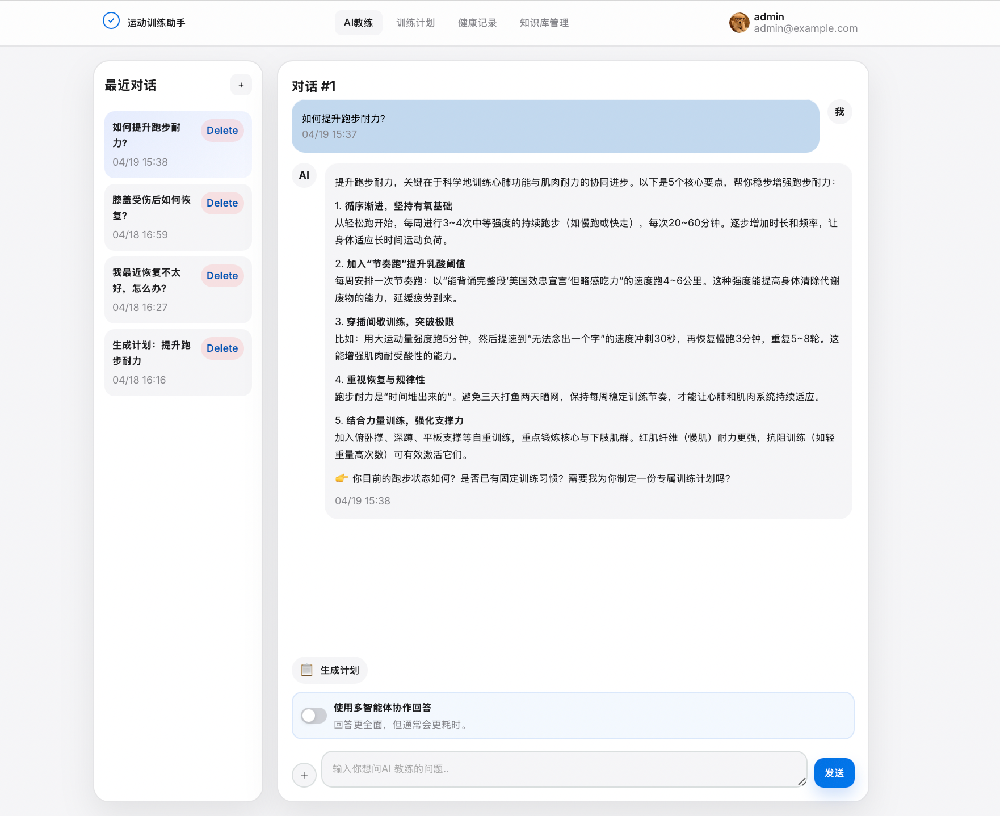 运动训练助手
AI教练
训练计划
健康记录
知识库管理
admin
admin@example.com
最近对话
+
如何提升跑步耐
力?
Delete
04/19 15:38
膝盖受伤后如何恢
复?
Delete
04/18 16:59
我最近恢复不太
好，怎么办?
Delete
04/18 16:27
生成计划：提升跑
步耐力
Delete
04/18 16:16
对话 #1
如何提升跑步耐力?
04/19 15:37
我
AI
提升跑步耐力，关键在于科学地训练心肺功能与肌肉耐力的协同进步。以下是5个核心要点，帮你稳步增强跑步耐力：
1. 循序渐进，坚持有氧基础
从轻松跑开始，每周进行3~4次中等强度的持续跑步（如慢跑或快走），每次20~60分钟。逐步增加时长和频率，让
身体适应长时间运动负荷。
2. 加入“节奏跑”提升乳酸阈值
每周安排一次节奏跑：以“能背诵完整段‘美国效忠宣言’但略感吃力”的速度跑4~6公里。这种强度能提高身体清除代谢
废物的能力，延缓疲劳到来。
3. 穿插间歇训练，突破极限
比如：用大运动量强度跑5分钟，然后提速到“无法念出一个字”的速度冲刺30秒，再恢复慢跑3分钟，重复5~8轮。这
能增强肌肉耐受酸性的能力。
4. 重视恢复与规律性
跑步耐力是“时间堆出来的”。避免三天打鱼两天晒网，保持每周稳定训练节奏，才能让心肺和肌肉系统持续适应。
5. 结合力量训练，强化支撑力
加入俯卧撑、深蹲、平板支撑等自重训练，重点锻炼核心与下肢肌群。红肌纤维（慢肌）耐力更强，抗阻训练（如轻
重量高次数）可有效激活它们。
👉 你目前的跑步状态如何？是否已有固定训练习惯？需要我为你制定一份专属训练计划吗?
04/19 15:38
📋 生成计划
使用多智能体协作回答
回答更全面，但通常会更耗时。
+
输入你想问AI 教练的问题..
发送